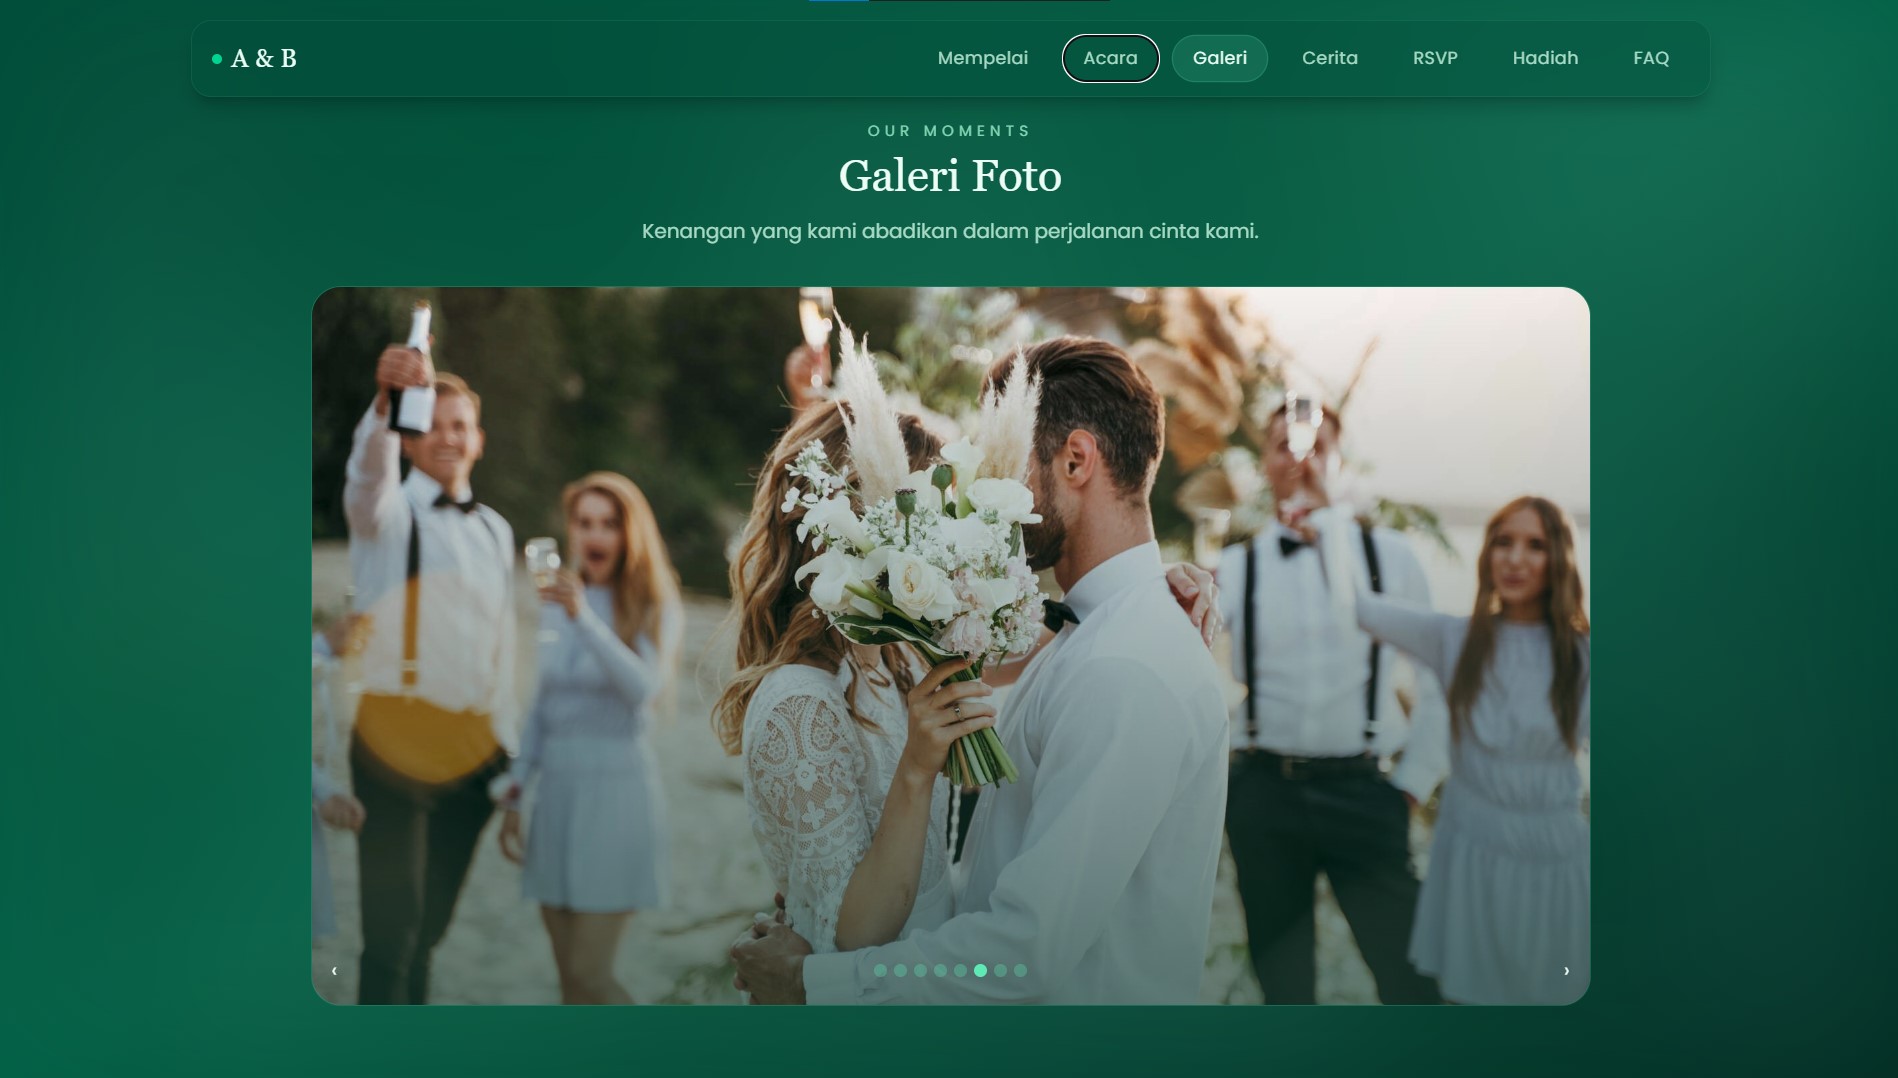 A & B
Mempelai Acara Galeri Cerita RSVP Hadiah FAQ
OUR MOMENTS
Galeri Foto
Kenangan yang kami abadikan dalam perjalanan cinta kami.
‹ ›